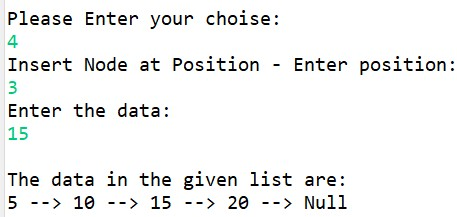 Please Enter your choise:
4
Insert Node at Position - Enter position:
3
Enter the data:
15
The data in the given list are:
5 --> 10 --> 15 --> 20 --> Null